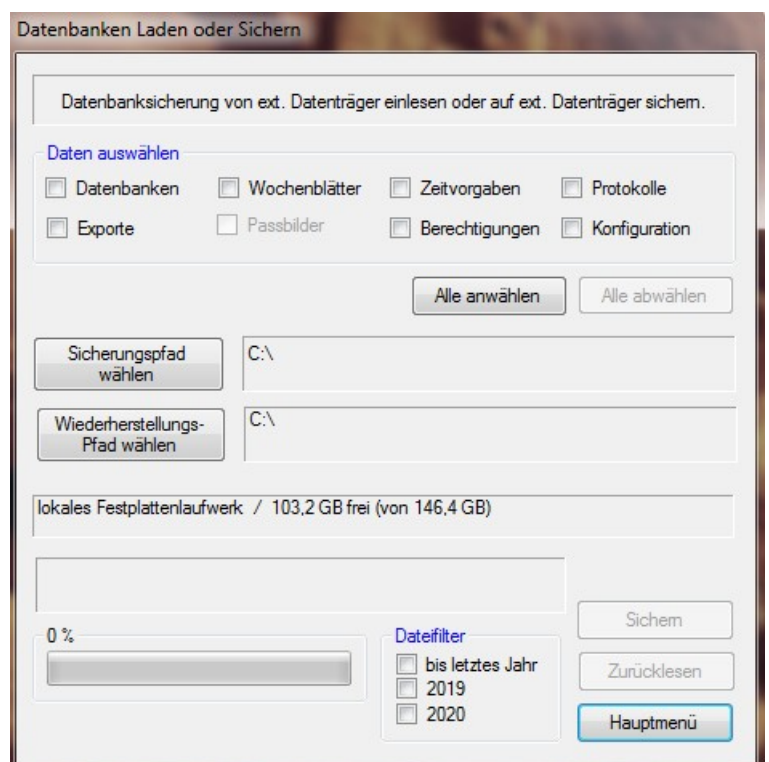 Datenbanken Laden oder Sichern
Datenbanksicherung von ext. Datenträger einlesen oder auf ext. Datenträger sichern.
Daten auswählen
Datenbanken Wochenblätter Zeitvorgaben Protokolle
Exporte Passbilder Berechtigungen Konfiguration
Alle anwählen Alle abwählen
Sicherungspfad
wählen
C:\
Wiederherstellungs-
Pfad wählen
C:\
lokales Festplattenlaufwerk / 103,2 GB frei (von 146,4 GB)
0 %
Dateifilter
bis letztes Jahr
2019
2020
Sichern
Zurücklesen
Hauptmenü